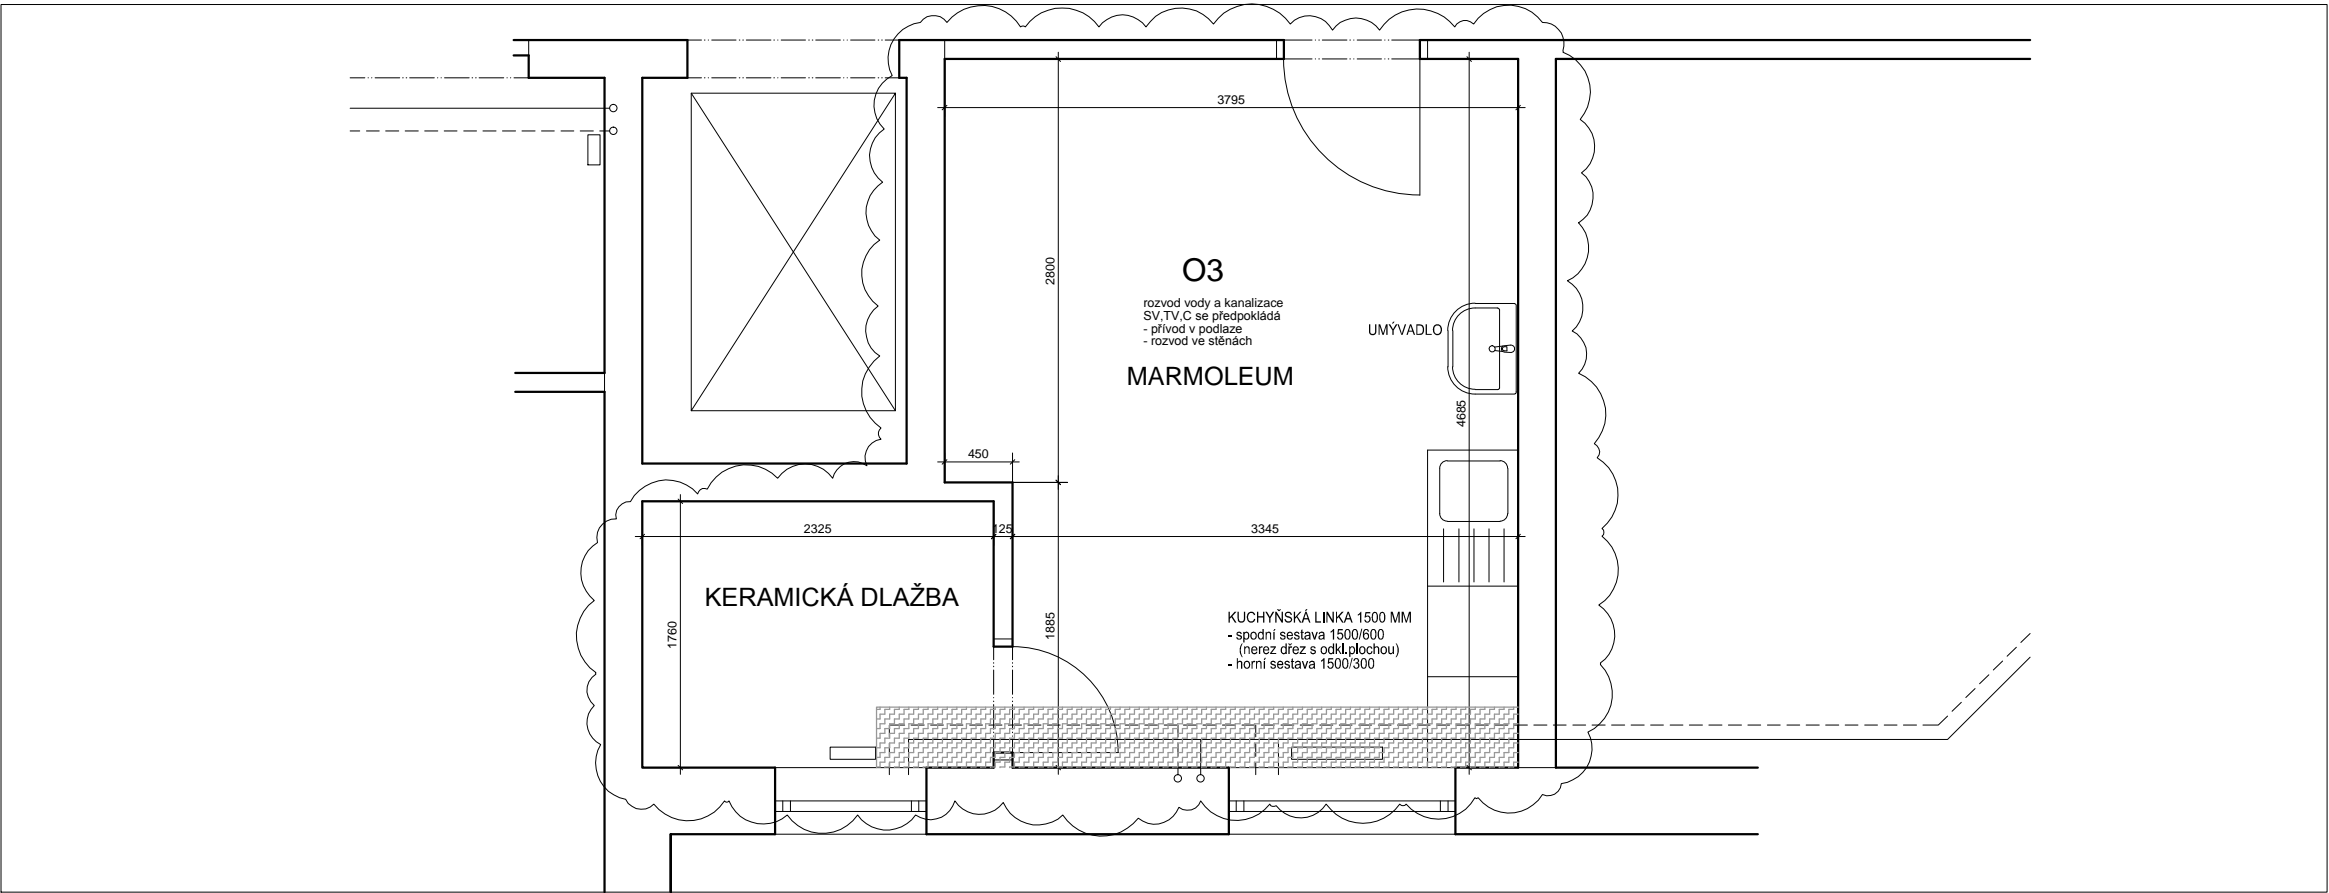 3795
2800
O3
rozvod vody a kanalizace
SV,TV,C se předpokládá
- přívod v podlaze
- rozvod ve stěnách
MARMOLEUM
UMÝVADLO
4685
450
2325
125
3345
KERAMICKÁ DLAŽBA
1760
1885
KUCHYŇSKÁ LINKA 1500 MM
- spodní sestava 1500/600
(nerez dřez s odkl.plochou)
- horní sestava 1500/300